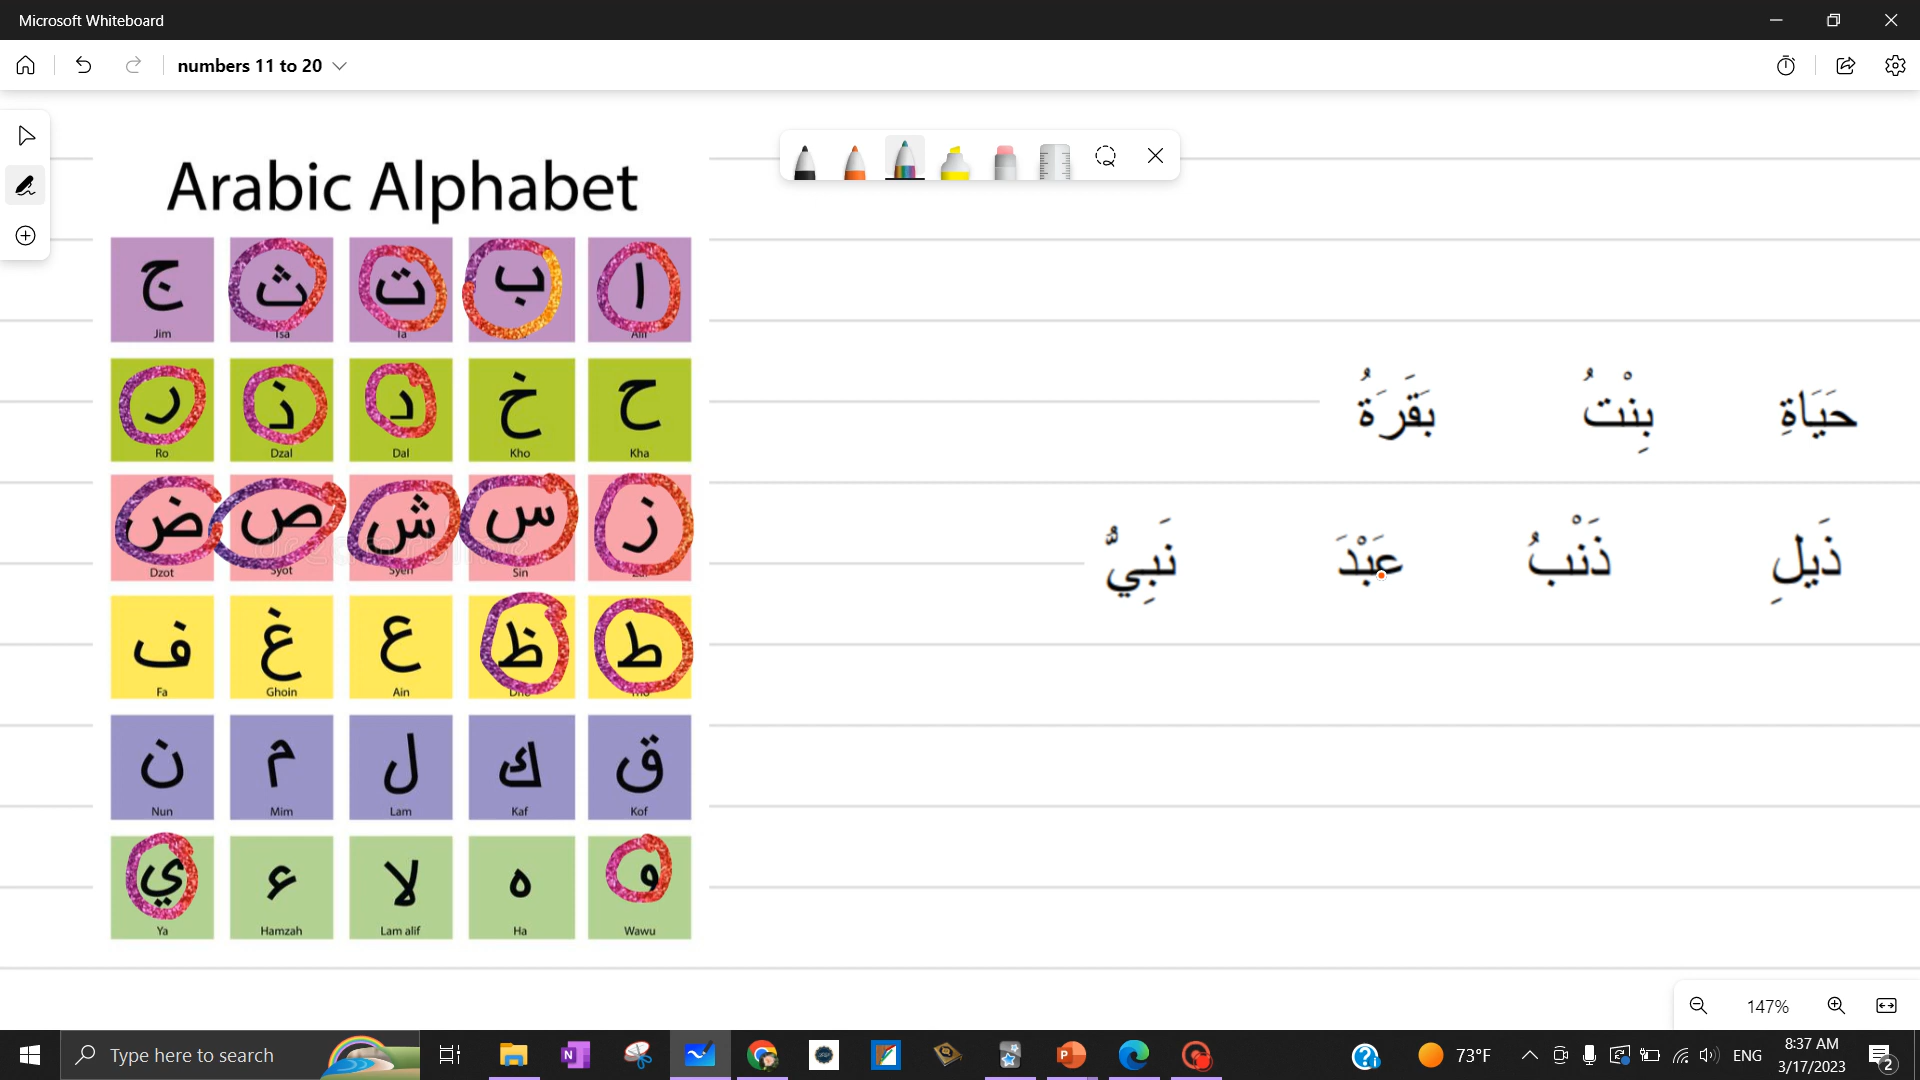 Microsoft Whiteboard
numbers 11 to 20
Arabic Alphabet
ا ب ت ث ج
Jim
خ ح ر ذ د
Ro Dzal Dal Kho Kha
ض ص ش س ز
Dzot Syot Syen Sin
ف غ ع ظ ط
Fa Ghoin Ain
ن م ل ك ق
Nun Mim Lam Kaf Kof
ي ء لا ه و
Ya Hamzah Lam alif Ha Wawu
حَيَاةِ بِنْتُ بَقَرَةُ
ذَيلِ ذَنْبُ عَبْدَ نَبِيُّ
147%
Type here to search
73°F
ENG
8:37 AM
3/17/2023
2